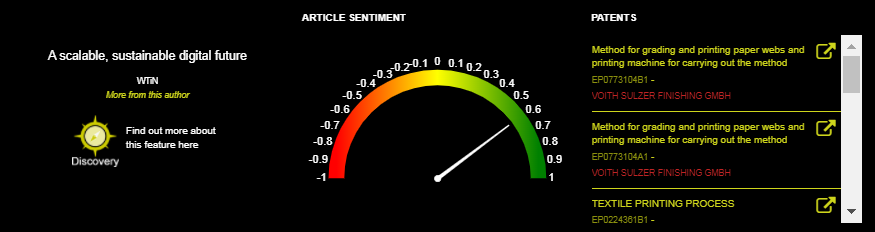 A scalable, sustainable digital future
WTiN
More from this author
Discovery
Find out more about
this feature here
ARTICLE SENTIMENT
-1
-0.9
-0.8
-0.7
-0.6
-0.5
-0.4
-0.3
-0.2
-0.1
0
0.1
0.2
0.3
0.4
0.5
0.6
0.7
0.8
0.9
1
PATENTS
Method for grading and printing paper webs and
printing machine for carrying out the method
EP0773104B1 -
VOITH SULZER FINISHING GMBH
Method for grading and printing paper webs and
printing machine for carrying out the method
EP0773104A1 -
VOITH SULZER FINISHING GMBH
TEXTILE PRINTING PROCESS
EP0224361B1 -